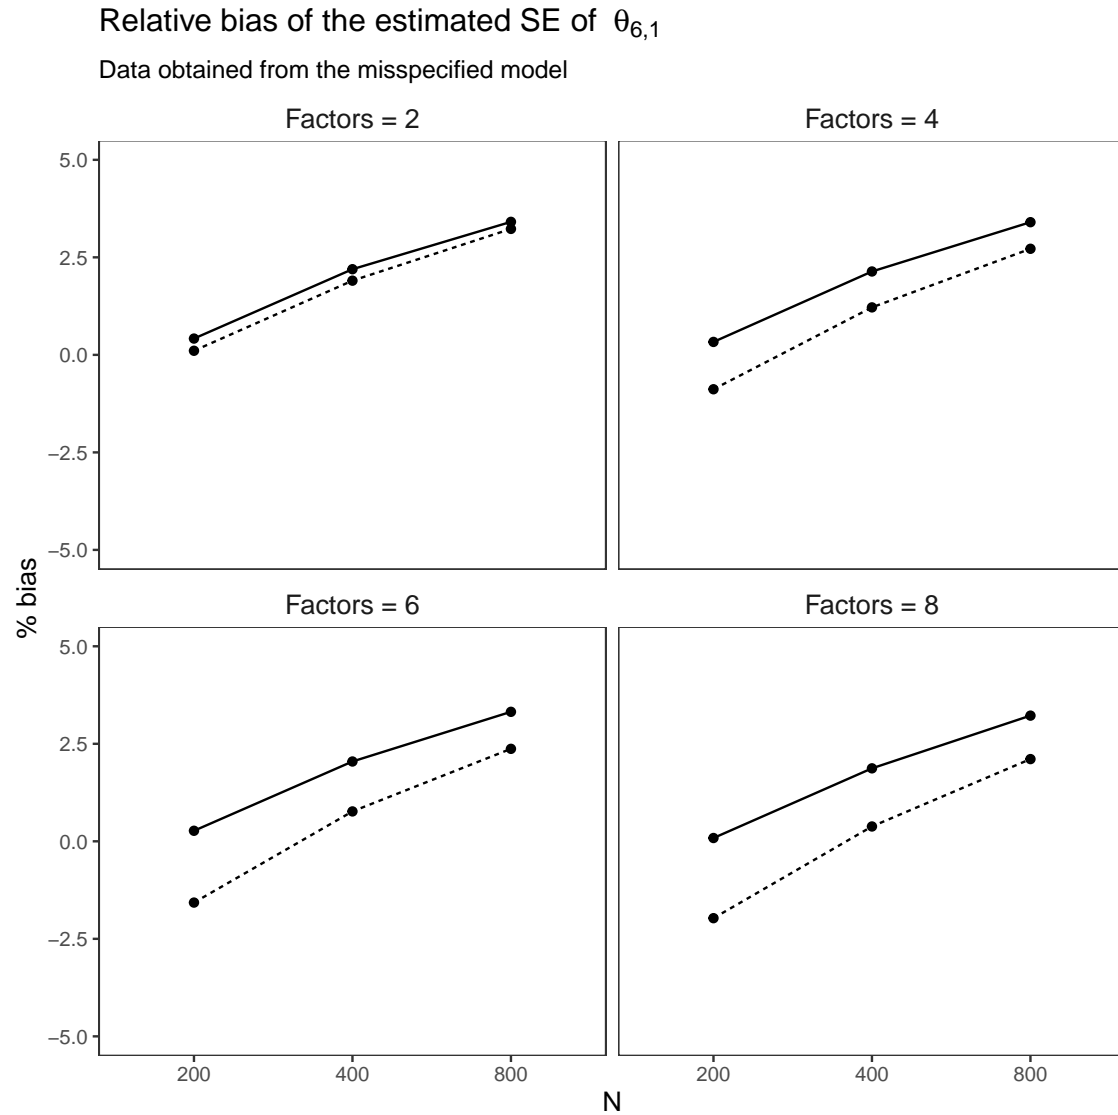 Relative bias of the estimated SE of θ6,1
Data obtained from the misspecified model
Factors = 2
Factors = 4
5.0
2.5
0.0
−2.5
−5.0
% bias
Factors = 6
Factors = 8
5.0
2.5
0.0
−2.5
−5.0
200 400 800
200 400 800
N